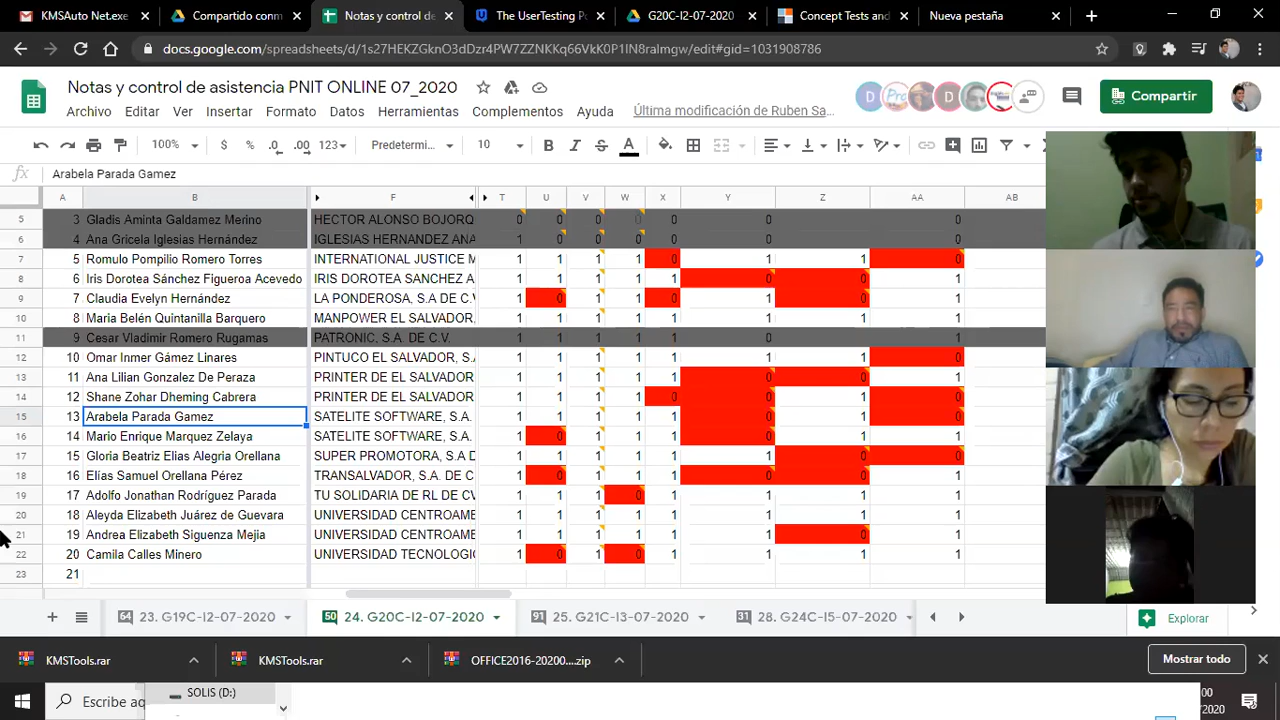 KMSAuto Net.exe
Compartido conm
Notas y control de
The UserTesting Pu
G20C-I2-07-2020
Concept Tests and
Nueva pestaña
docs.google.com/spreadsheets/d/1s27HEKZGknO3dDzr4PW7ZZNKKq66VkK0P1IN8ralmgw/edit#gid=1031908786
Notas y control de asistencia PNIT ONLINE 07_2020
Compartir
Archivo Editar Ver Insertar Formato Datos Herramientas Complementos Ayuda Última modificación de Ruben Sa...
100% $ % .0 .00 123 Predetermi... 10 B I S A
fx Arabela Parada Gamez
A B F T U V W X Y Z AA AB
5 3 Gladis Aminta Galdamez Merino HECTOR ALONSO BOJORQ 0 0 0 0 0 0 0
6 4 Ana Gricela Iglesias Hernández IGLESIAS HERNANDEZ ANA 1 0 0 0 0 0 0
7 5 Romulo Pompilio Romero Torres INTERNATIONAL JUSTICE M 1 1 1 1 0 1 1 0
8 6 Iris Dorotea Sánchez Figueroa Acevedo IRIS DOROTEA SANCHEZ A 1 1 1 1 1 0 0 1
9 7 Claudia Evelyn Hernández LA PONDEROSA, S.A DE C.V 1 0 1 1 0 1 0 1
10 8 Maria Belén Quintanilla Barquero MANPOWER EL SALVADOR, 1 1 1 1 1 1 1 1
11 9 Cesar Vladimir Romero Rugamas PATRONIC, S.A. DE C.V. 1 1 1 1 1 0 0 0
12 10 Omar Inmer Gámez Linares PINTUCO EL SALVADOR, S.A 1 1 1 1 1 1 1 0
13 11 Ana Lilian Gonzalez De Peraza PRINTER DE EL SALVADOR 1 1 1 1 1 0 0 1
14 12 Shane Zohar Dheming Cabrera PRINTER DE EL SALVADOR 1 1 1 1 0 0 0 0
15 13 Arabela Parada Gamez SATELITE SOFTWARE, S.A. 1 1 1 1 1 0 1 0
16 14 Mario Enrique Marquez Zelaya SATELITE SOFTWARE, S.A. 1 0 1 1 1 0 1 1
17 15 Gloria Beatriz Elias Alegria Orellana SUPER PROMOTORA, S.A D 1 1 1 1 1 1 0 0
18 16 Elías Samuel Orellana Pérez TRANSALVADOR, S.A. DE C 1 0 1 1 1 0 0 1
19 17 Adolfo Jonathan Rodríguez Parada TU SOLIDARIA DE RL DE CV 1 1 1 0 1 1 1 1
20 18 Aleyda Elizabeth Juárez de Guevara UNIVERSIDAD CENTROAME 1 1 1 1 1 1 1 1
21 19 Andrea Elizabeth Siguenza Mejia UNIVERSIDAD CENTROAME 1 1 1 1 1 1 0 1
22 20 Camila Calles Minero UNIVERSIDAD TECNOLOGIC 1 0 1 0 1 1 1 1
23 21
64 23. G19C-I2-07-2020 50 24. G20C-I2-07-2020 91 25. G21C-I3-07-2020 31 28. G24C-I5-07-2020 Explorar
KMSTools.rar KMSTools.rar OFFICE2016-20200....zip Mostrar todo
Escribe aq
SOLIS (D:)